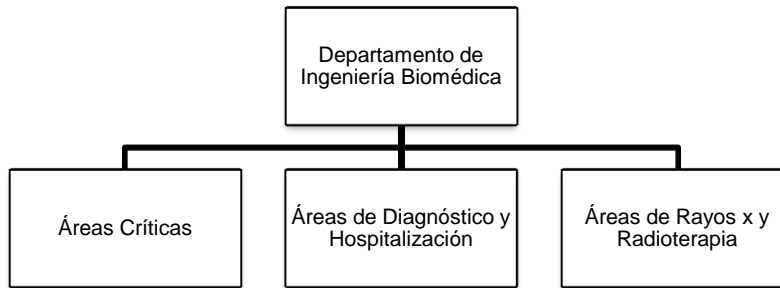 Departamento de
Ingeniería Biomédica
Áreas Críticas
Áreas de Diagnóstico y
Hospitalización
Áreas de Rayos x y
Radioterapia